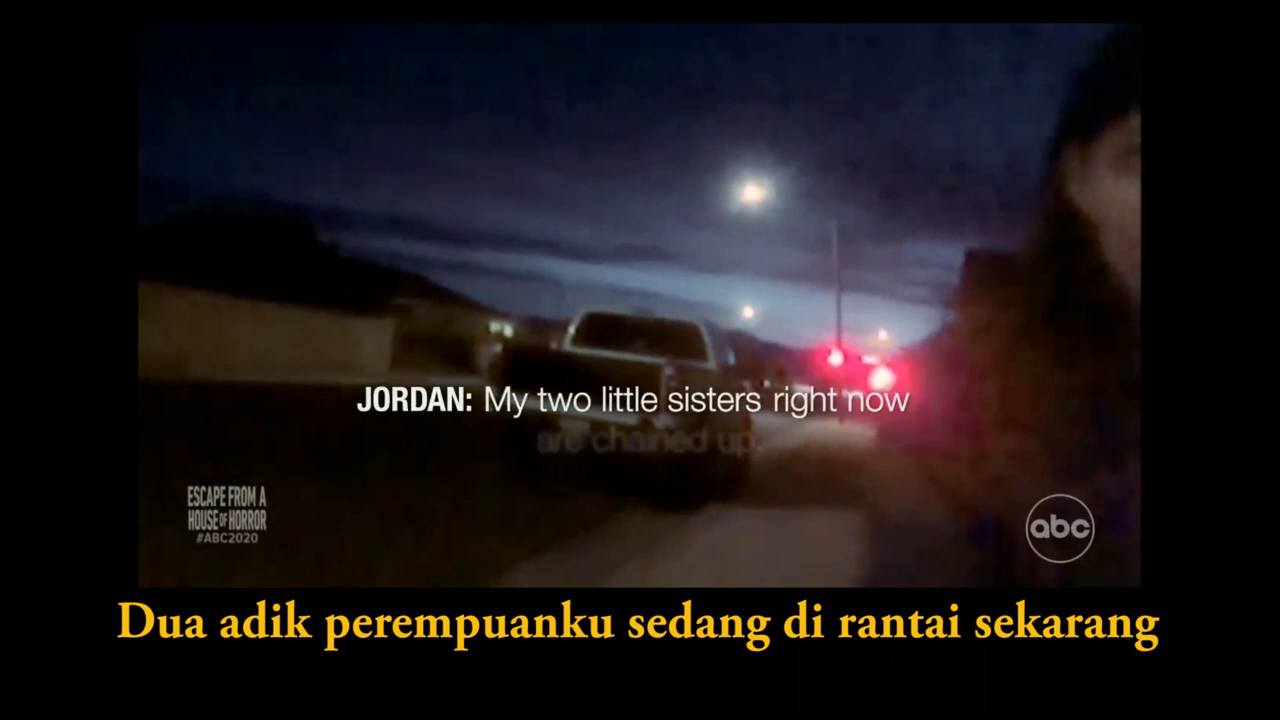 JORDAN: My two little sisters right now
are chained up.
ESCAPE FROM A
HOUSE OF HORROR
#ABC2020
abc
Dua adik perempuanku sedang di rantai sekarang